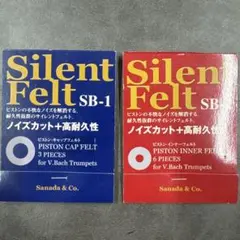 Silent
Felt
SB-1
ピストンの不快なノイズを解消する、
耐久性抜群のサイレントフェルト。
ノイズカット+高耐久性
ピストン・キャップフェルト
PISTON CAP FELT
3 PIECES
for V.Bach Trumpets
Sanada & Co.
Silent
Felt
SB-
ピストンの不快なノイズを解消する、
耐久性抜群のサイレントフェルト。
ノイズカット+高耐久性
ピストン・インナーフェルト
PISTON INNER FELT
6 PIECES
for V.Bach Trumpets
Sanada & Co.